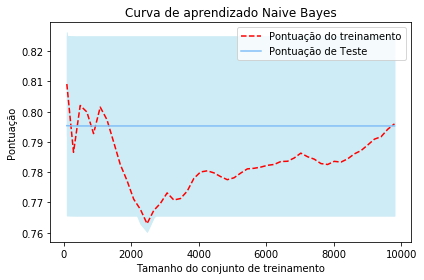 Curva de aprendizado Naive Bayes
Pontuação do treinamento
Pontuação de Teste
Pontuação
0.82
0.81
0.80
0.79
0.78
0.77
0.76
0
2000
4000
6000
8000
10000
Tamanho do conjunto de treinamento